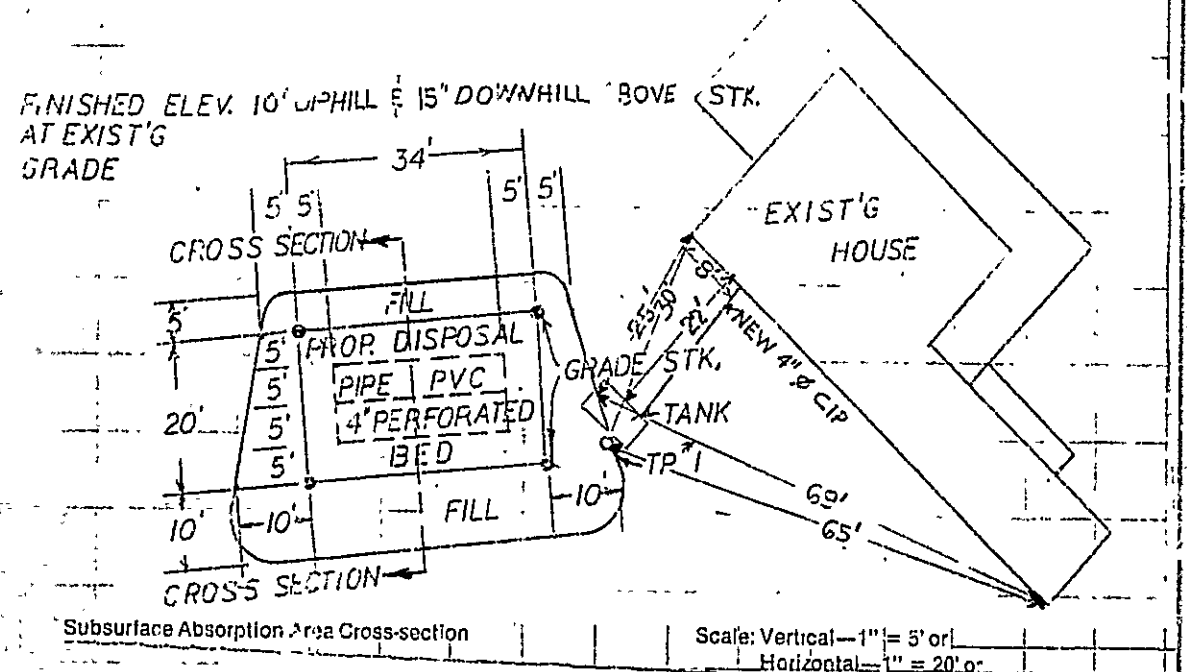 FINISHED ELEV. 10" UPHILL & 15" DOWNHILL ABOVE STK.
AT EXIST'G
GRADE
34'
5' 5'
5' 5'
CROSS SECTION
EXIST'G
HOUSE
8'
25'
30'
22'
NEW 4" Ø CIP
5'
FILL
PROP. DISPOSAL
5'
5'
5'
5'
20'
PIPE PVC
4" PERFORATED
BED
GRADE STK.
TANK
TP #1
10'
10'
FILL
10'
69'
65'
CROSS SECTION
Subsurface Absorption Area Cross-section
Scale: Vertical—1" = 5' or
Horizontal—1" = 20' or